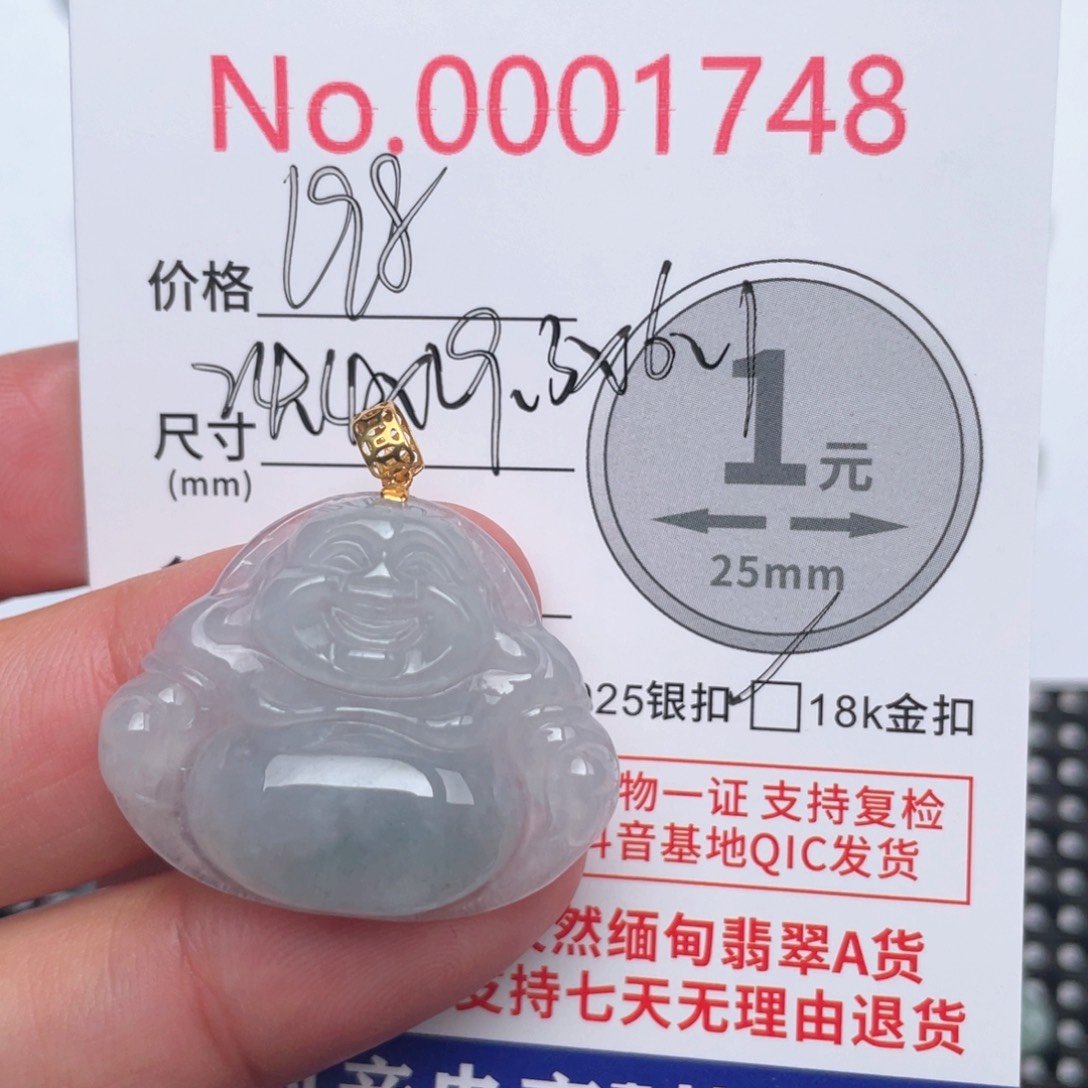 No.0001748
价格 198
尺寸
(mm)
1元
25mm
925银扣 ☐18k金扣
物一证 支持复检
抖音基地QIC发货
天然缅甸翡翠A货
支持七天无理由退货